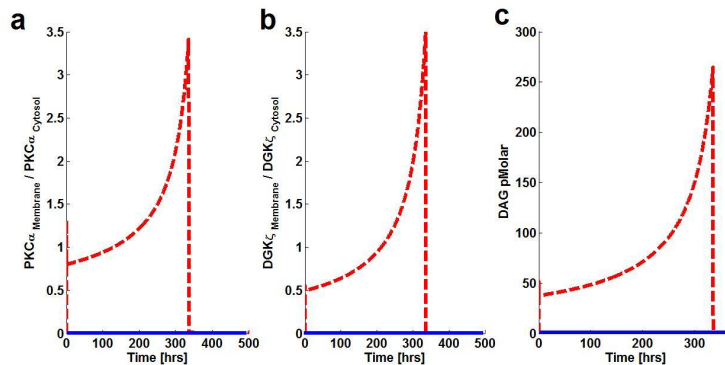 a
PKCα Membrane / PKCα Cytosol
3.5
3
2.5
2
1.5
1
0.5
0
0 100 200 300 400 500
Time [hrs]
b
DGKζ Membrane / DGKζ Cytosol
3.5
3
2.5
2
1.5
1
0.5
0
0 100 200 300 400 500
Time [hrs]
c
DAG pMolar
300
250
200
150
100
50
0
0 100 200 300
Time [hrs]